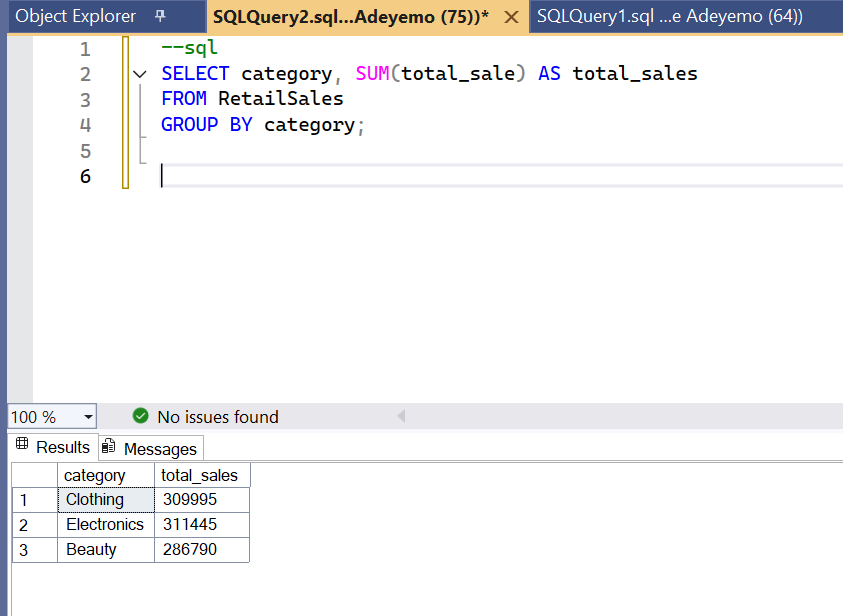 Object Explorer SQLQuery2.sql...Adeyemo (75))* SQLQuery1.sql ...e Adeyemo (64))
1 --sql
2 SELECT category, SUM(total_sale) AS total_sales
3 FROM RetailSales
4 GROUP BY category;
5
6
100 % No issues found
Results Messages
category total_sales
1 Clothing 309995
2 Electronics 311445
3 Beauty 286790